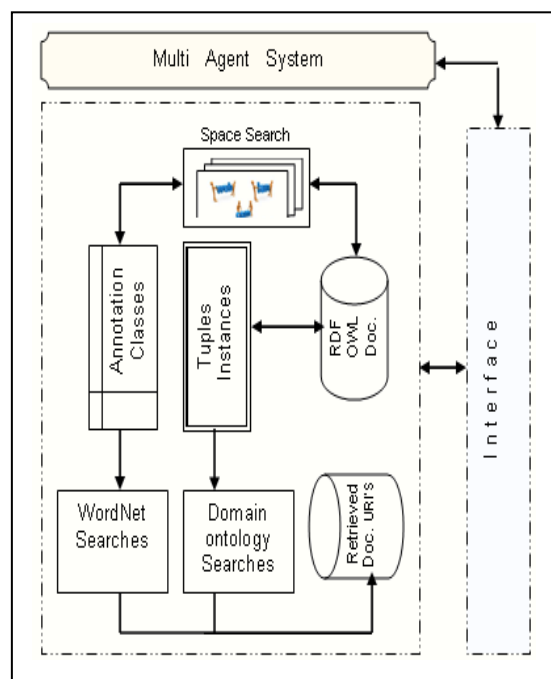 Multi Agent System
Space Search
Annotation
Classes
Tuples
Instances
RDF
OWL
Doc.
Interface
WordNet
Searches
Domain
ontology
Searches
Retrieved
Doc. URI's